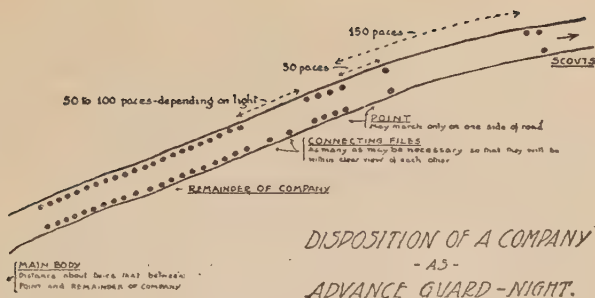 150 paces
30 paces
SCOUTS
50 to 100 paces-depending on light
POINT
May march only on one side of road
CONNECTING FILES
As many as may be necessary so that they will be
within clear view of each other
REMAINDER OF COMPANY
MAIN BODY
Distance about twice that between
Point and REMAINDER OF COMPANY
DISPOSITION OF A COMPANY
- AS -
ADVANCE GUARD-NIGHT.